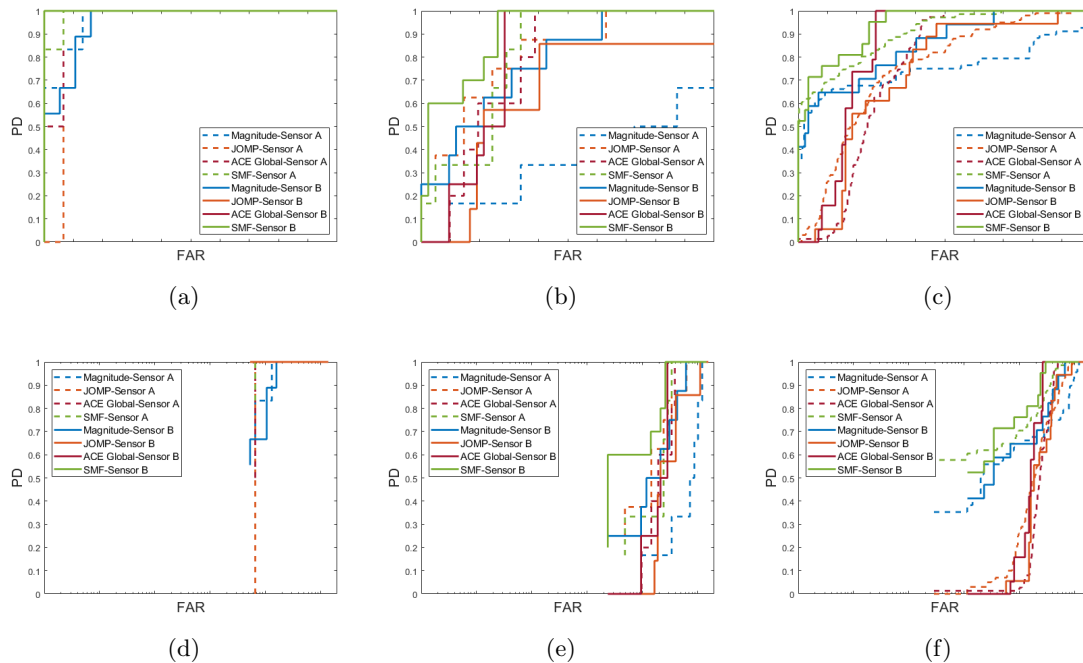 1
0.9
0.8
0.7
0.6
0.5
0.4
0.3
0.2
0.1
0
PD
FAR
Magnitude-Sensor A
JOMP-Sensor A
ACE Global-Sensor A
SMF-Sensor A
Magnitude-Sensor B
JOMP-Sensor B
ACE Global-Sensor B
SMF-Sensor B
(a)
1
0.9
0.8
0.7
0.6
0.5
0.4
0.3
0.2
0.1
0
PD
FAR
Magnitude-Sensor A
JOMP-Sensor A
ACE Global-Sensor A
SMF-Sensor A
Magnitude-Sensor B
JOMP-Sensor B
ACE Global-Sensor B
SMF-Sensor B
(b)
1
0.9
0.8
0.7
0.6
0.5
0.4
0.3
0.2
0.1
0
PD
FAR
Magnitude-Sensor A
JOMP-Sensor A
ACE Global-Sensor A
SMF-Sensor A
Magnitude-Sensor B
JOMP-Sensor B
ACE Global-Sensor B
SMF-Sensor B
(c)
1
0.9
0.8
0.7
0.6
0.5
0.4
0.3
0.2
0.1
0
PD
FAR
Magnitude-Sensor A
JOMP-Sensor A
ACE Global-Sensor A
SMF-Sensor A
Magnitude-Sensor B
JOMP-Sensor B
ACE Global-Sensor B
SMF-Sensor B
(d)
1
0.9
0.8
0.7
0.6
0.5
0.4
0.3
0.2
0.1
0
PD
FAR
Magnitude-Sensor A
JOMP-Sensor A
ACE Global-Sensor A
SMF-Sensor A
Magnitude-Sensor B
JOMP-Sensor B
ACE Global-Sensor B
SMF-Sensor B
(e)
1
0.9
0.8
0.7
0.6
0.5
0.4
0.3
0.2
0.1
0
PD
FAR
Magnitude-Sensor A
JOMP-Sensor A
ACE Global-Sensor A
SMF-Sensor A
Magnitude-Sensor B
JOMP-Sensor B
ACE Global-Sensor B
SMF-Sensor B
(f)